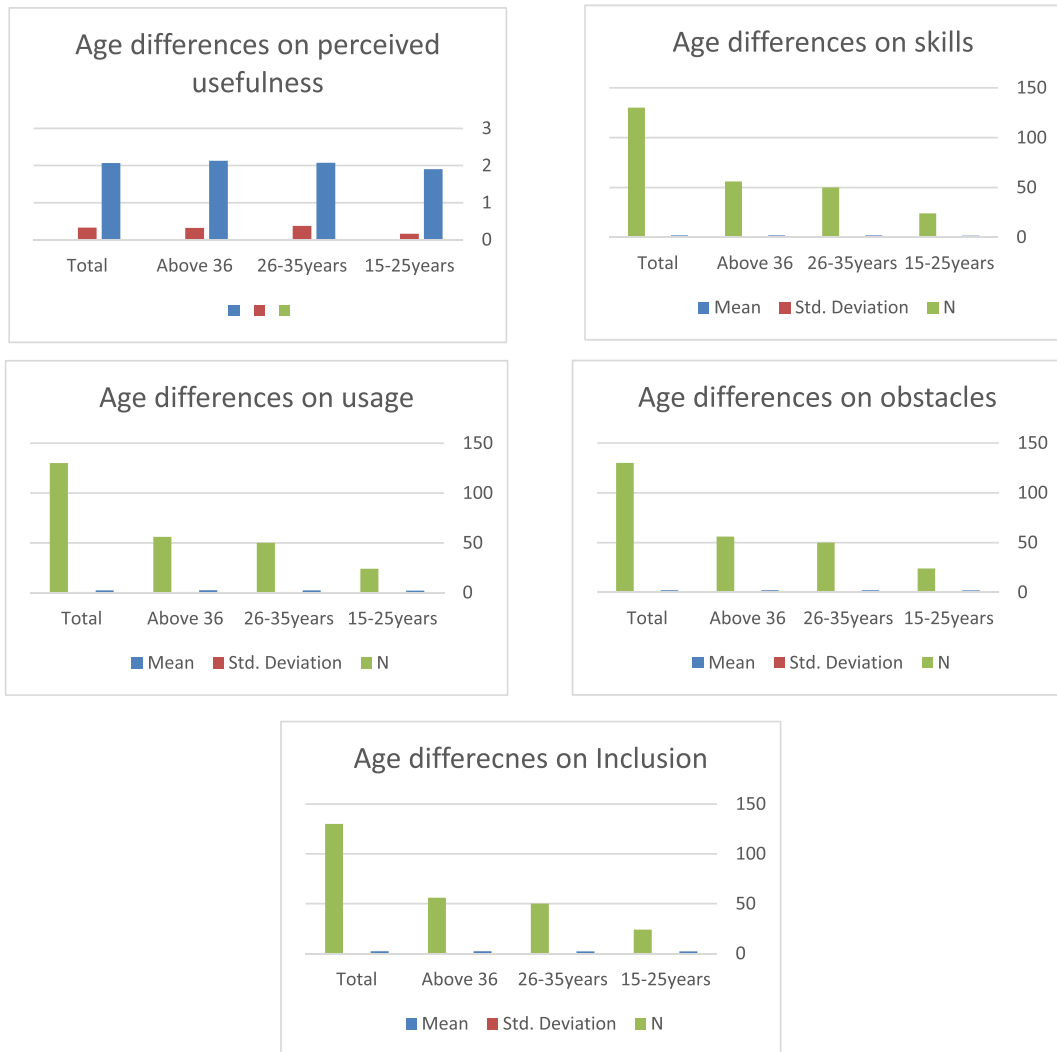 Age differences on perceived
usefulness
3
2
1
0
Total Above 36 26-35years 15-25years
Age differences on skills
150
100
50
0
Total Above 36 26-35years 15-25years
Mean Std. Deviation N
Age differences on usage
150
100
50
0
Total Above 36 26-35years 15-25years
Mean Std. Deviation N
Age differences on obstacles
150
100
50
0
Total Above 36 26-35years 15-25years
Mean Std. Deviation N
Age differecnes on Inclusion
150
100
50
0
Total Above 36 26-35years 15-25years
Mean Std. Deviation N